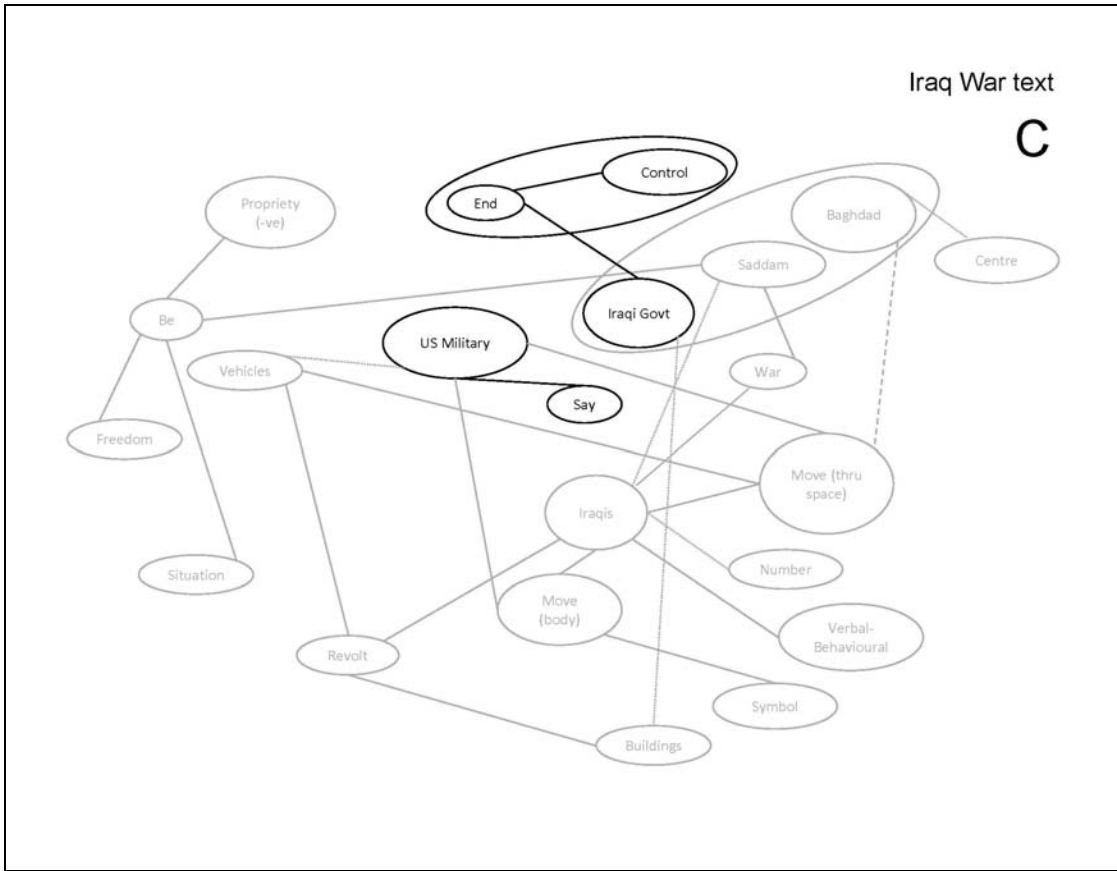 Iraq War text
C
Control
End
Propriety
(-ve)
Baghdad
Saddam
Centre
Iraqi Govt
Be
US Military
Vehicles
War
Say
Freedom
Move (thru
space)
Iraqis
Number
Situation
Move
(body)
Verbal-
Behavioural
Revolt
Symbol
Buildings